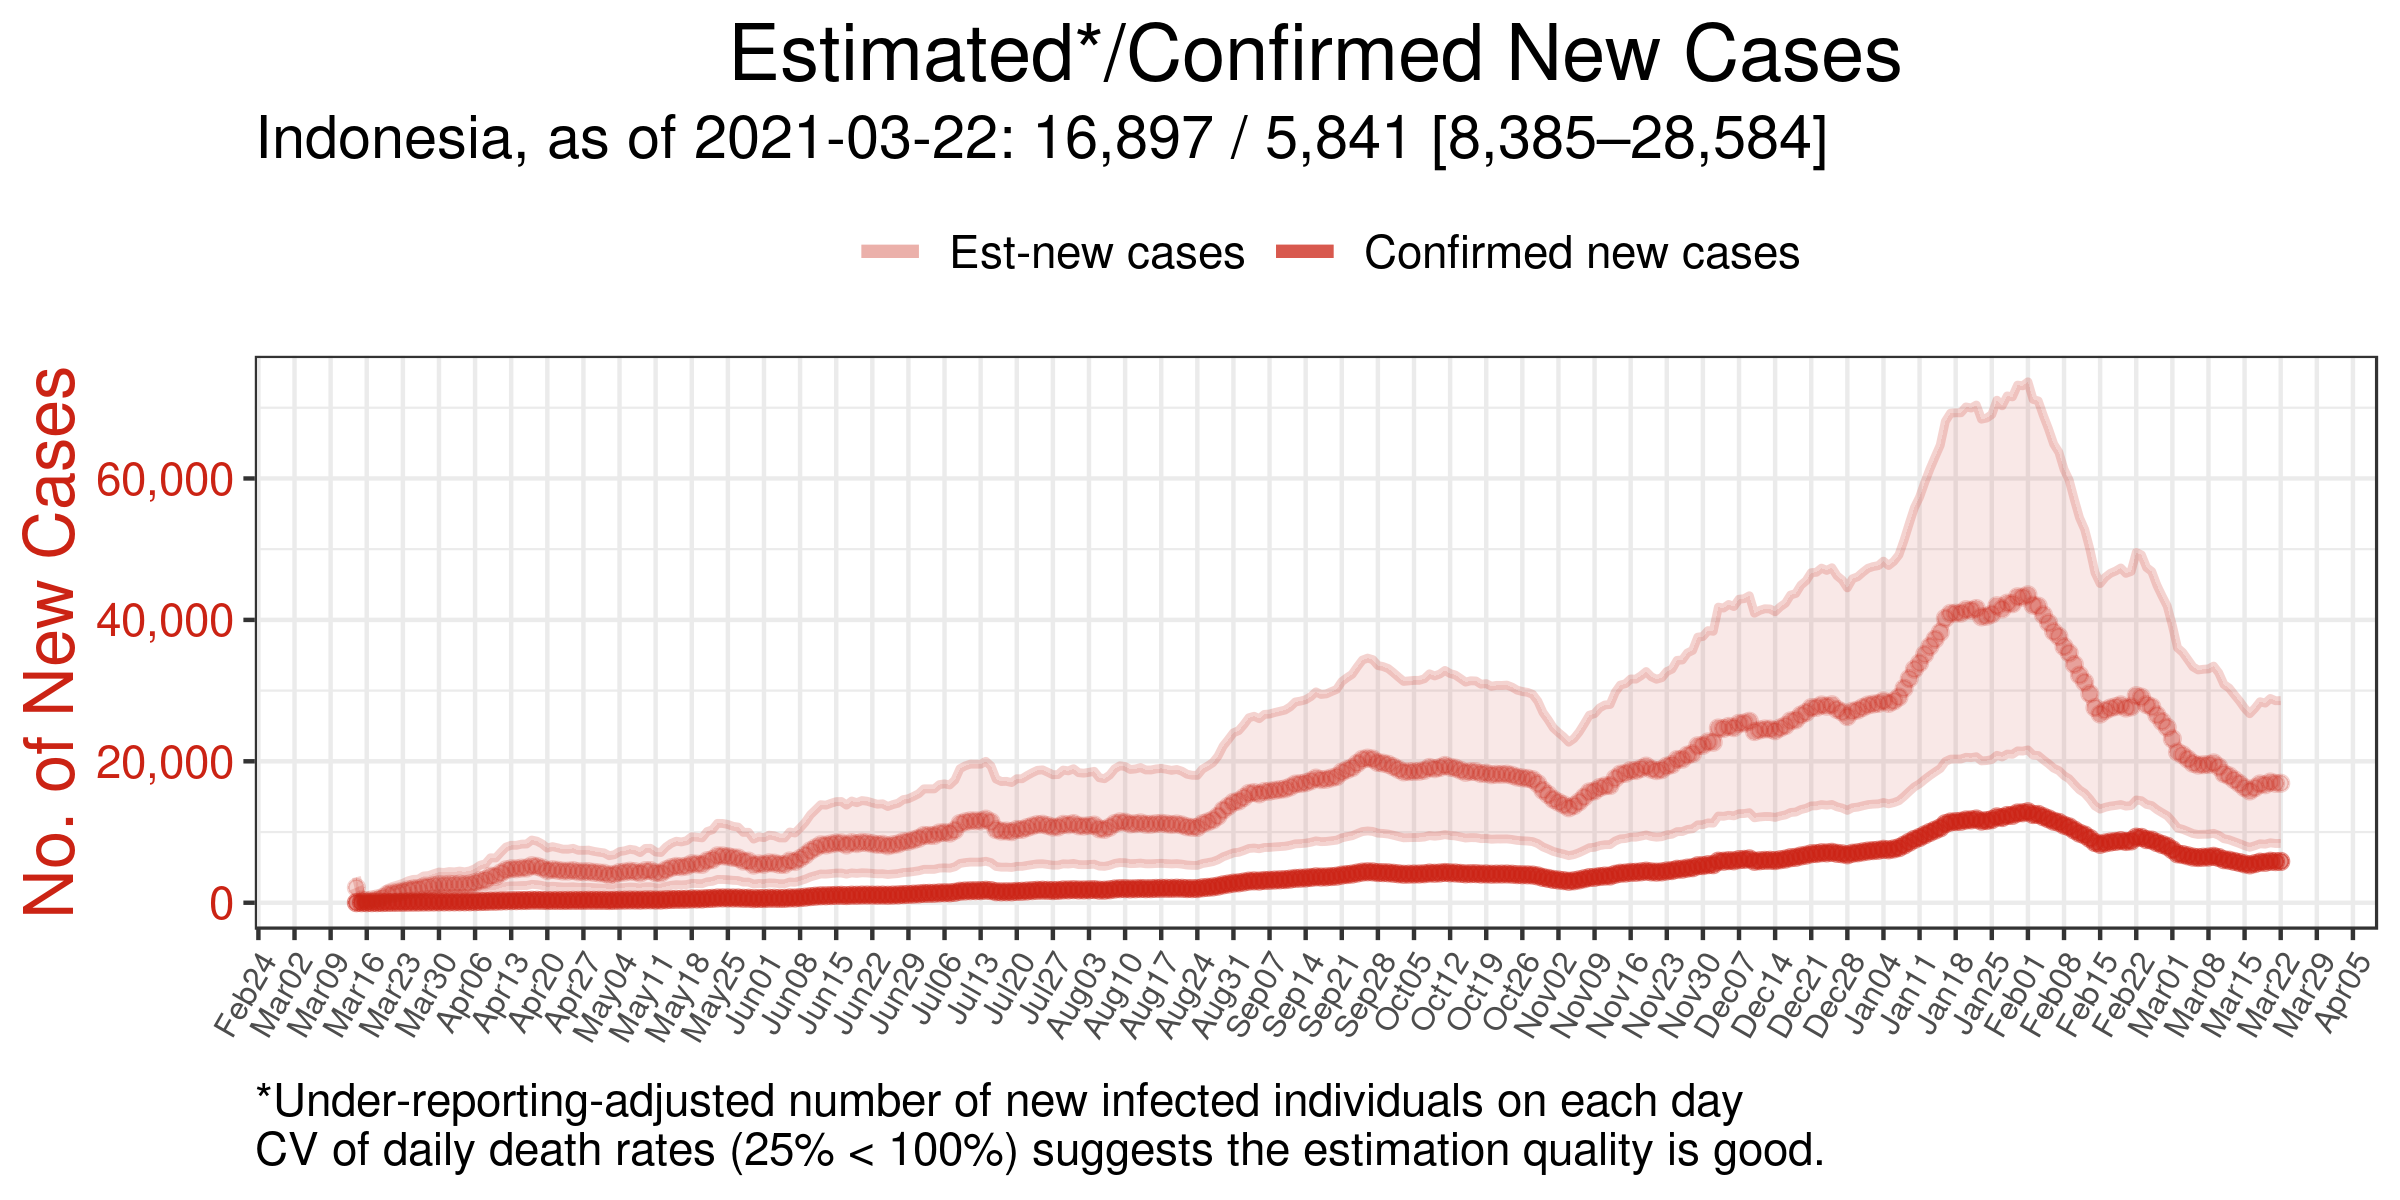 Estimated*/Confirmed New Cases
Indonesia, as of 2021-03-22: 16,897 / 5,841 [8,385–28,584]
Est-new cases Confirmed new cases
No. of New Cases
60,000
40,000
20,000
0
Feb24 Mar02 Mar09 Mar16 Mar23 Mar30 Apr06 Apr13 Apr20 Apr27 May04 May11 May18 May25 Jun01 Jun08 Jun15 Jun22 Jun29 Jul06 Jul13 Jul20 Jul27 Aug03 Aug10 Aug17 Aug24 Aug31 Sep07 Sep14 Sep21 Sep28 Oct05 Oct12 Oct19 Oct26 Nov02 Nov09 Nov16 Nov23 Nov30 Dec07 Dec14 Dec21 Dec28 Jan04 Jan11 Jan18 Jan25 Feb01 Feb08 Feb15 Feb22 Mar01 Mar08 Mar15 Mar22 Mar29 Apr05
*Under-reporting-adjusted number of new infected individuals on each day
CV of daily death rates (25% < 100%) suggests the estimation quality is good.